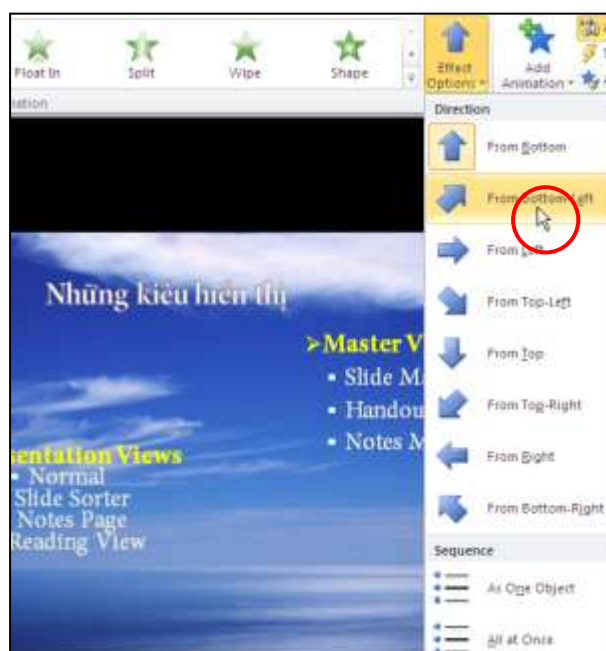 Float In Split Wipe Shape
Effect Options
Add Animation
Direction
From Bottom
From Bottom-Left
From Left
From Top-Left
From Top
From Top-Right
From Right
From Bottom-Right
Sequence
As One Object
All at Once
Những kiểu hiển thị
➢Master V
▪ Slide Ma
▪ Handou
▪ Notes M
sentation Views
▪ Normal
Slide Sorter
Notes Page
Reading View